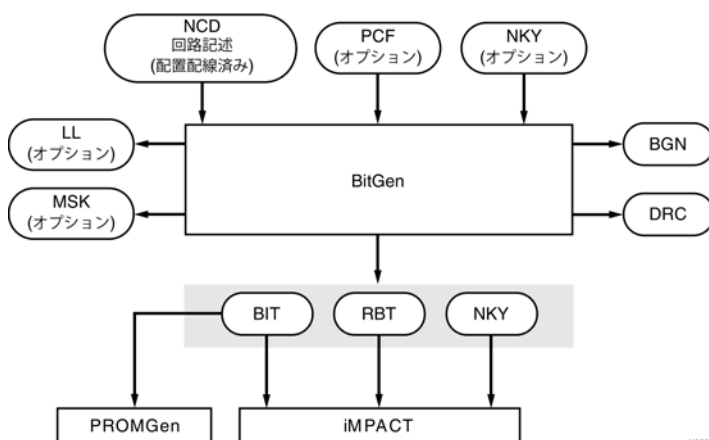 NCD
回路記述
(配置配線済み)
PCF
(オプション)
NKY
(オプション)
LL
(オプション)
BitGen
BGN
MSK
(オプション)
DRC
BIT
RBT
NKY
PROMGen
iMPACT